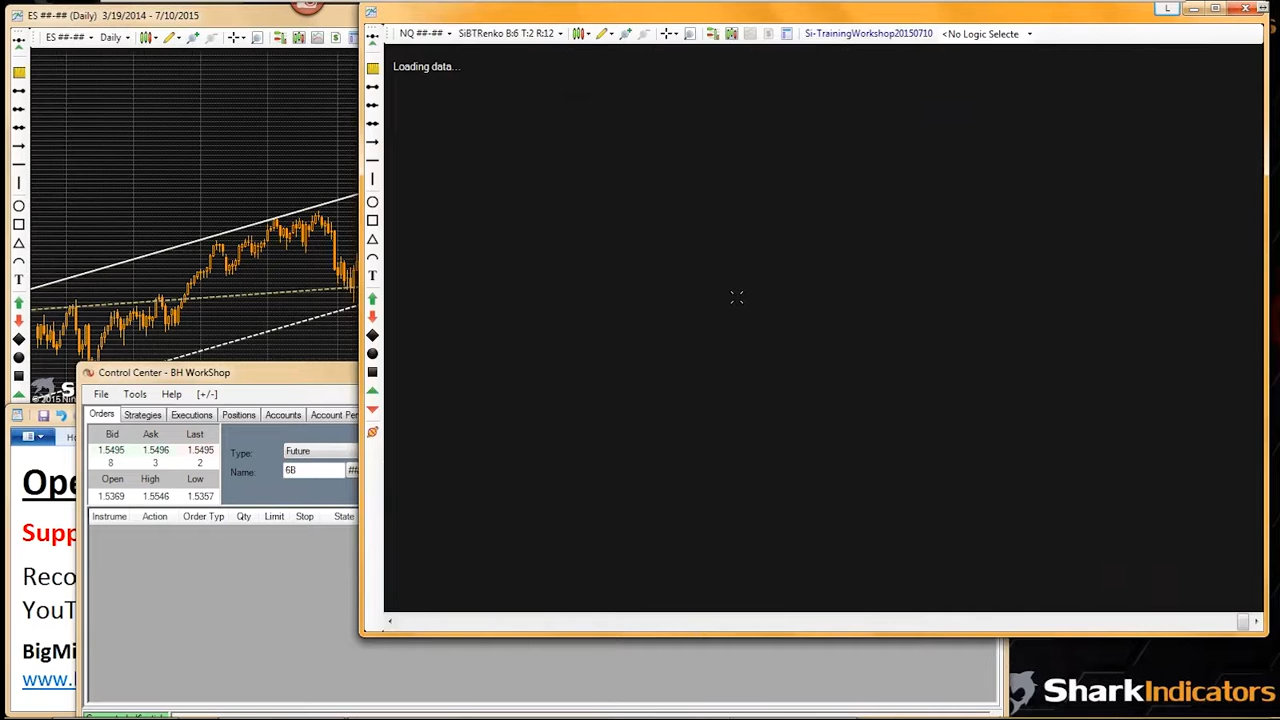 ES ##-## (Daily) 3/19/2014 - 7/10/2015
ES ##-## Daily
T
NQ ##-## SiBTRenko B:6 T:2 R:12 Si-TrainingWorkshop20150710 <No Logic Selecte
L
Loading data...
T
© 2015
Control Center - BH WorkShop
File Tools Help [+/-]
Orders Strategies Executions Positions Accounts Account Per
Bid Ask Last
1.5495 1.5496 1.5495
8 3 2
Open High Low
1.5369 1.5546 1.5357
Type: Future
Name: 6B ##
Instrume Action Order Typ Qty Limit Stop State
Ope
Supp
Reco
YouT
BigMi
www.
SharkIndicators